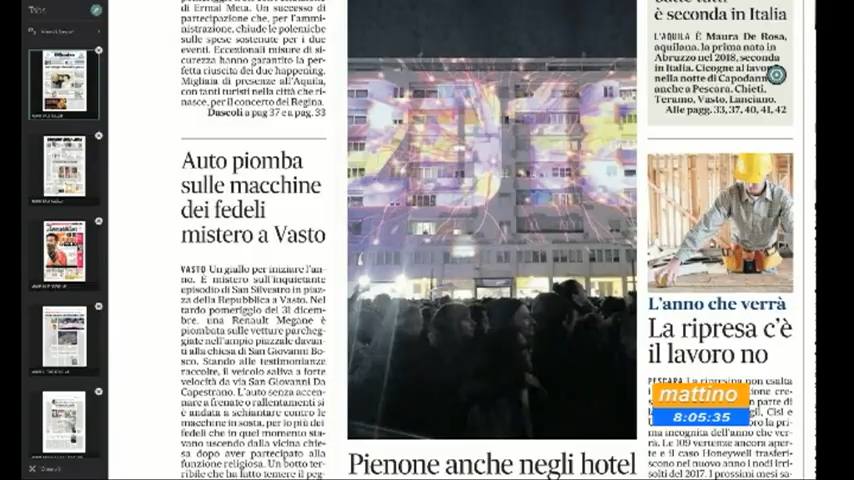 Tabs
di Ermal Meta. Un successo di
partecipazione che, per l'ammi-
nistrazione, chiude le polemiche
sulle spese sostenute per i due
eventi. Eccezionali misure di si-
curezza hanno garantito la per-
fetta riuscita dei due happening.
Migliaia di presenze all'Aquila,
con tanti turisti nella città che ri-
nasce, per il concerto dei Regina.
Dascoli a pag 37 e a pag. 33
Auto piomba
sulle macchine
dei fedeli
mistero a Vasto
VASTO Un giallo per iniziare l'an-
no. È mistero sull'inquietante
episodio di San Silvestro in piaz-
za della Repubblica a Vasto. Nel
tardo pomeriggio del 31 dicem-
bre, una Renault Megane è
piombata sulle vetture parcheg-
giate nell'ampio piazzale davan-
ti alla chiesa di San Giovanni Bo-
sco. Stando alle testimonianze
raccolte, il veicolo saliva a forte
velocità da via San Giovanni Da
Capestrano. L'auto senza accen-
nare a frenate o rallentamenti si
è andata a schiantare contro le
macchine in sosta, per lo più dei
fedeli che in quel momento sta-
vano uscendo dalla vicina chie-
sa dopo aver partecipato alla
funzione religiosa. Un botto ter-
ribile che ha fatto temere il peg-
Pienone anche negli hotel
è seconda in Italia
L'AQUILA È Maura De Rosa,
aquilana, la prima nata in
Abruzzo nel 2018, seconda
in Italia. Cicogne al lavoro
nella notte di Capodanno
anche a Pescara, Chieti,
Teramo, Vasto, Lanciano.
Alle pagg. 33, 37, 40, 41, 42
L'anno che verrà
La ripresa c'è
il lavoro no
PESCARA La ripresa non esalta
mattino
8:05:35
rà. Le 109 vertenze ancora aper-
te e il caso Honeywell trasferi-
scono nel nuovo anno i nodi irri-
solti del 2017. I prossimi mesi sa-